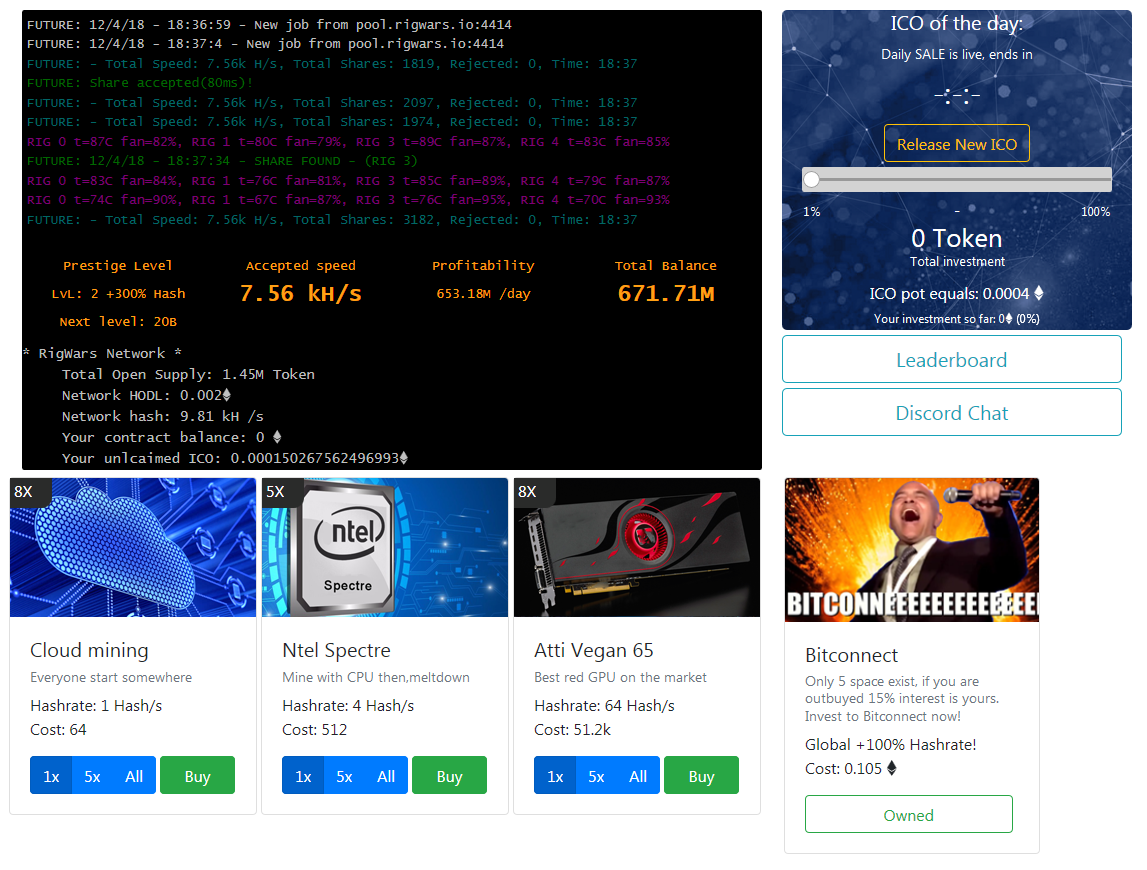 FUTURE: 12/4/18 - 18:36:59 - New job from pool.rigwars.io:4414
FUTURE: 12/4/18 - 18:37:4 - New job from pool.rigwars.io:4414
FUTURE: - Total Speed: 7.56k H/s, Total Shares: 1819, Rejected: 0, Time: 18:37
FUTURE: Share accepted(80ms)!
FUTURE: - Total Speed: 7.56k H/s, Total Shares: 2097, Rejected: 0, Time: 18:37
FUTURE: - Total Speed: 7.56k H/s, Total Shares: 1974, Rejected: 0, Time: 18:37
RIG 0 t=87C fan=82%, RIG 1 t=80C fan=79%, RIG 3 t=89C fan=87%, RIG 4 t=83C fan=85%
FUTURE: 12/4/18 - 18:37:34 - SHARE FOUND - (RIG 3)
RIG 0 t=83C fan=84%, RIG 1 t=76C fan=81%, RIG 3 t=85C fan=89%, RIG 4 t=79C fan=87%
RIG 0 t=74C fan=90%, RIG 1 t=67C fan=87%, RIG 3 t=76C fan=95%, RIG 4 t=70C fan=93%
FUTURE: - Total Speed: 7.56k H/s, Total Shares: 3182, Rejected: 0, Time: 18:37
Prestige Level
LvL: 2 +300% Hash
Next level: 20B
Accepted speed
7.56 kH/s
Profitability
653.18M /day
Total Balance
671.71M
* RigWars Network *
Total Open Supply: 1.45M Token
Network HODL: 0.002
Network hash: 9.81 kH /s
Your contract balance: 0
Your unlcaimed ICO: 0.000150267562496993
ICO of the day:
Daily SALE is live, ends in
-:-:-
Release New ICO
1% - 100%
0 Token
Total investment
ICO pot equals: 0.0004
Your investment so far: 0 (0%)
Leaderboard
Discord Chat
8X
Cloud mining
Everyone start somewhere
Hashrate: 1 Hash/s
Cost: 64
1x 5x All Buy
5X
ntel
Spectre
Ntel Spectre
Mine with CPU then,meltdown
Hashrate: 4 Hash/s
Cost: 512
1x 5x All Buy
8X
Atti Vegan 65
Best red GPU on the market
Hashrate: 64 Hash/s
Cost: 51.2k
1x 5x All Buy
BITCONNEEEEEEEEEEEEI
Bitconnect
Only 5 space exist, if you are
outbuyed 15% interest is yours.
Invest to Bitconnect now!
Global +100% Hashrate!
Cost: 0.105
Owned